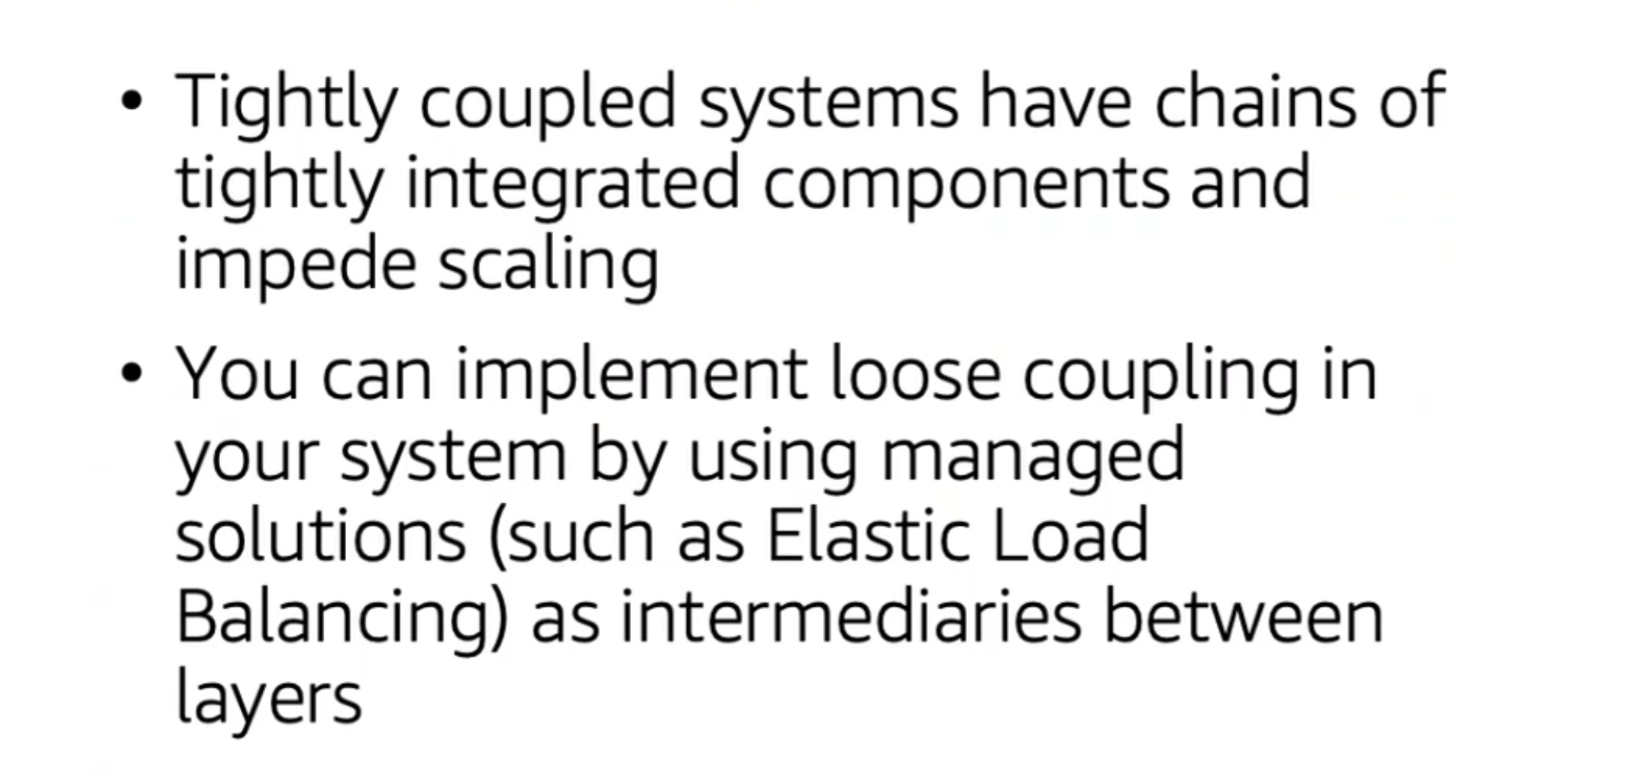 • Tightly coupled systems have chains of
tightly integrated components and
impede scaling
• You can implement loose coupling in
your system by using managed
solutions (such as Elastic Load
Balancing) as intermediaries between
layers